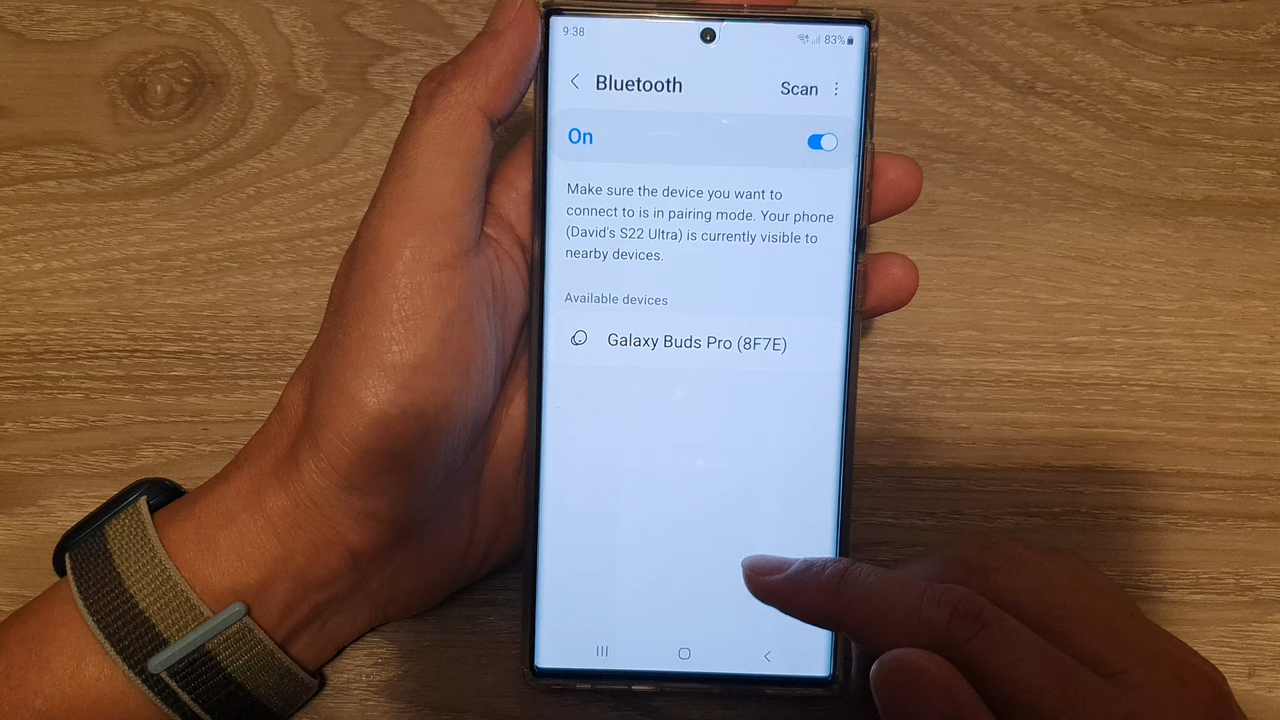 9:38
83%
Bluetooth
Scan
On
Make sure the device you want to
connect to is in pairing mode. Your phone
(David's S22 Ultra) is currently visible to
nearby devices.
Available devices
Galaxy Buds Pro (8F7E)